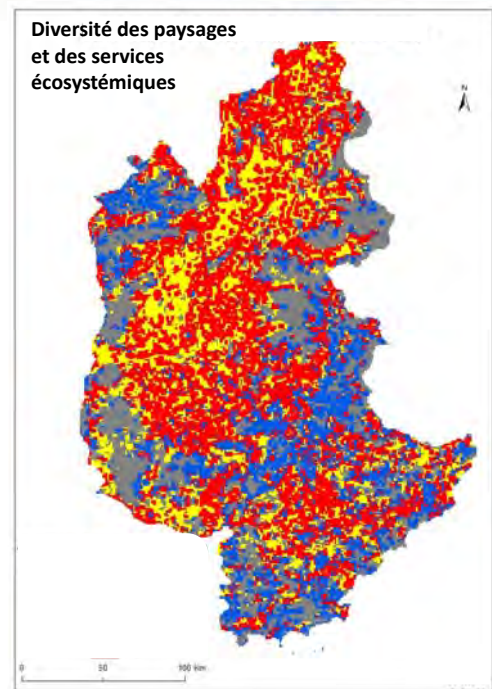 Diversité des paysages
et des services
écosystémiques
N
0 50 100 km